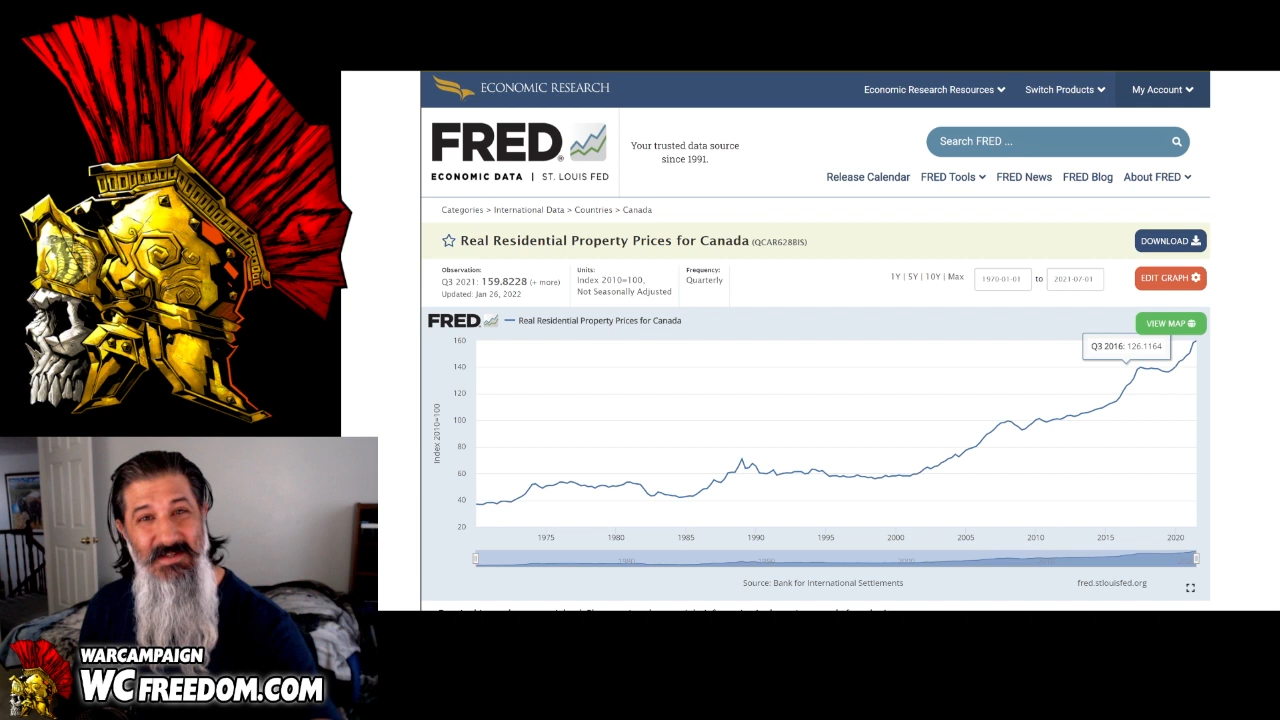 ECONOMIC RESEARCH
Economic Research Resources
Switch Products
My Account
FRED®
ECONOMIC DATA | ST. LOUIS FED
Your trusted data source
since 1991.
Search FRED ...
Release Calendar
FRED Tools
FRED News
FRED Blog
About FRED
Categories > International Data > Countries > Canada
Real Residential Property Prices for Canada (QCAR628BIS)
DOWNLOAD
Observation:
Q3 2021: 159.8228 (+ more)
Updated: Jan 26, 2022
Units:
Index 2010=100,
Not Seasonally Adjusted
Frequency:
Quarterly
1Y | 5Y | 10Y | Max
1970-01-01 to 2021-07-01
EDIT GRAPH
FRED
Real Residential Property Prices for Canada
VIEW MAP
Q3 2016: 126.1164
Index 2010=100
160
140
120
100
80
60
40
20
1975 1980 1985 1990 1995 2000 2005 2010 2015 2020
Source: Bank for International Settlements
fred.stlouisfed.org
WARCAMPAIGN
WCFREEDOM.COM